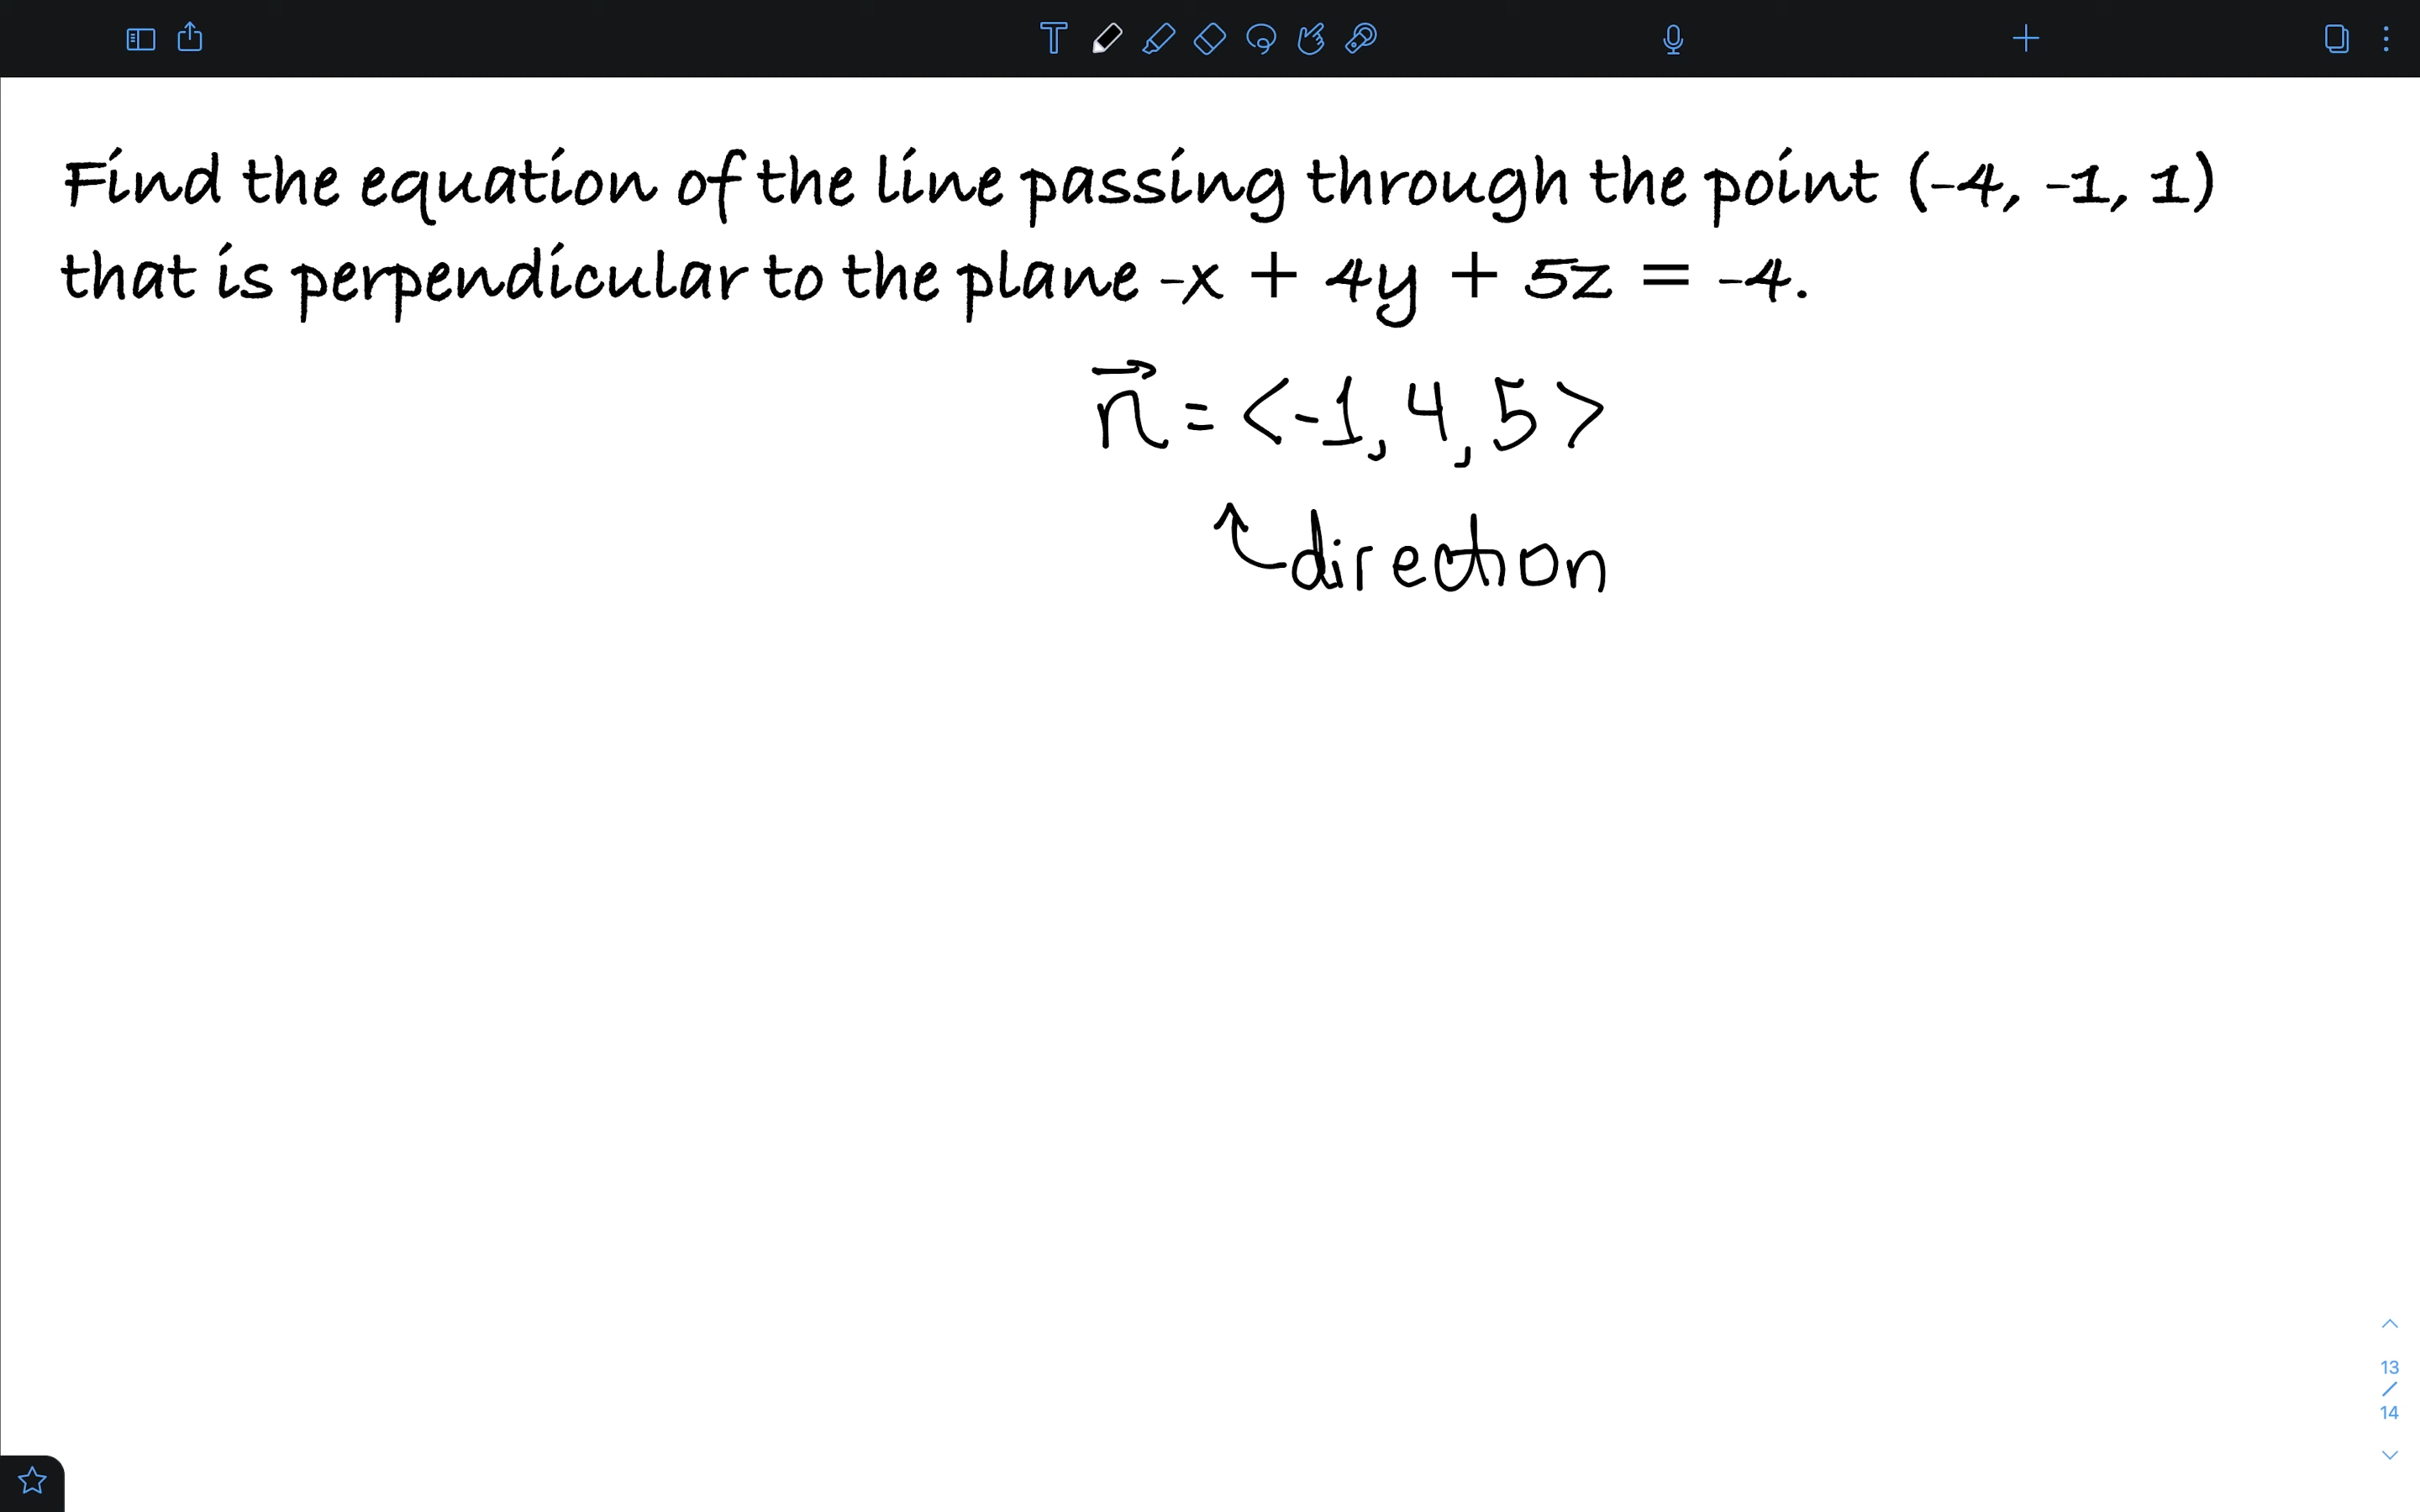 Find the equation of the line passing through the point (-4, -1, 1)
that is perpendicular to the plane -x + 4y + 5z = -4.
n⃗ = <-1, 4, 5>
direction
13
/
14